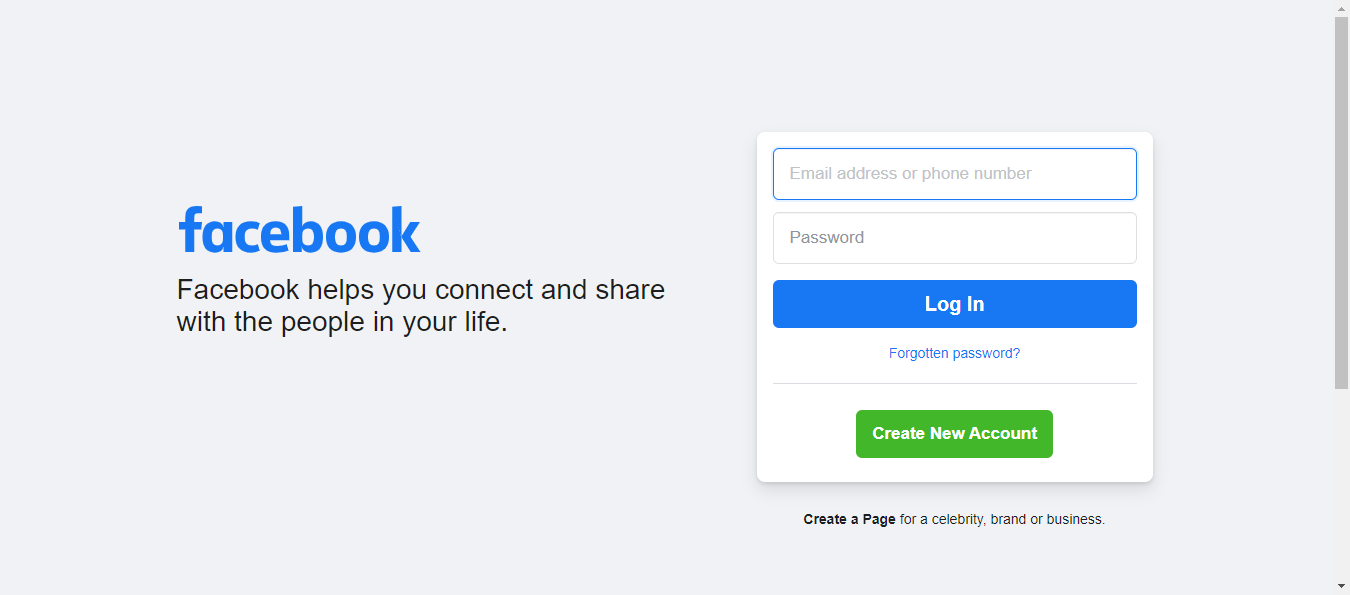 facebook
Facebook helps you connect and share
with the people in your life.
Email address or phone number
Password
Log In
Forgotten password?
Create New Account
Create a Page for a celebrity, brand or business.